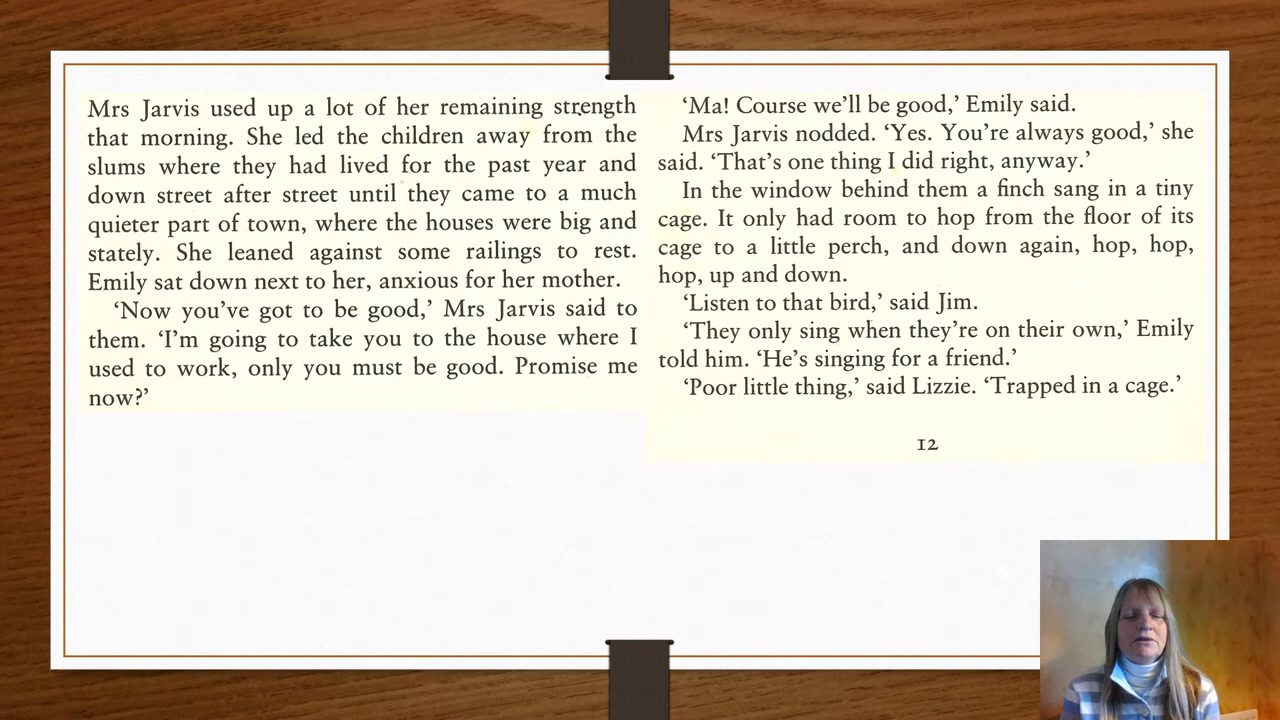 Mrs Jarvis used up a lot of her remaining strength
that morning. She led the children away from the
slums where they had lived for the past year and
down street after street until they came to a much
quieter part of town, where the houses were big and
stately. She leaned against some railings to rest.
Emily sat down next to her, anxious for her mother.
‘Now you’ve got to be good,’ Mrs Jarvis said to
them. ‘I’m going to take you to the house where I
used to work, only you must be good. Promise me
now?’
‘Ma! Course we’ll be good,’ Emily said.
Mrs Jarvis nodded. ‘Yes. You’re always good,’ she
said. ‘That’s one thing I did right, anyway.’
In the window behind them a finch sang in a tiny
cage. It only had room to hop from the floor of its
cage to a little perch, and down again, hop, hop,
hop, up and down.
‘Listen to that bird,’ said Jim.
‘They only sing when they’re on their own,’ Emily
told him. ‘He’s singing for a friend.’
‘Poor little thing,’ said Lizzie. ‘Trapped in a cage.’
12